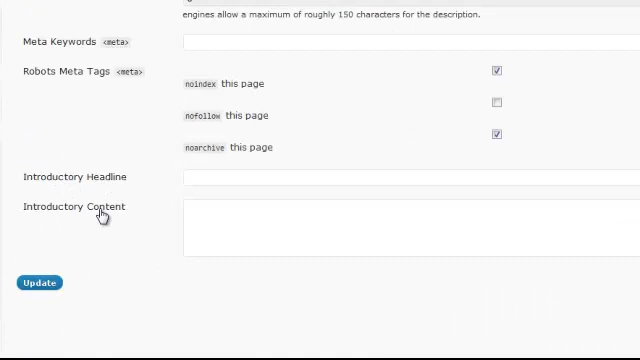 engines allow a maximum of roughly 150 characters for the description.
Meta Keywords <meta>
Robots Meta Tags <meta>
noindex this page
nofollow this page
noarchive this page
Introductory Headline
Introductory Content
Update